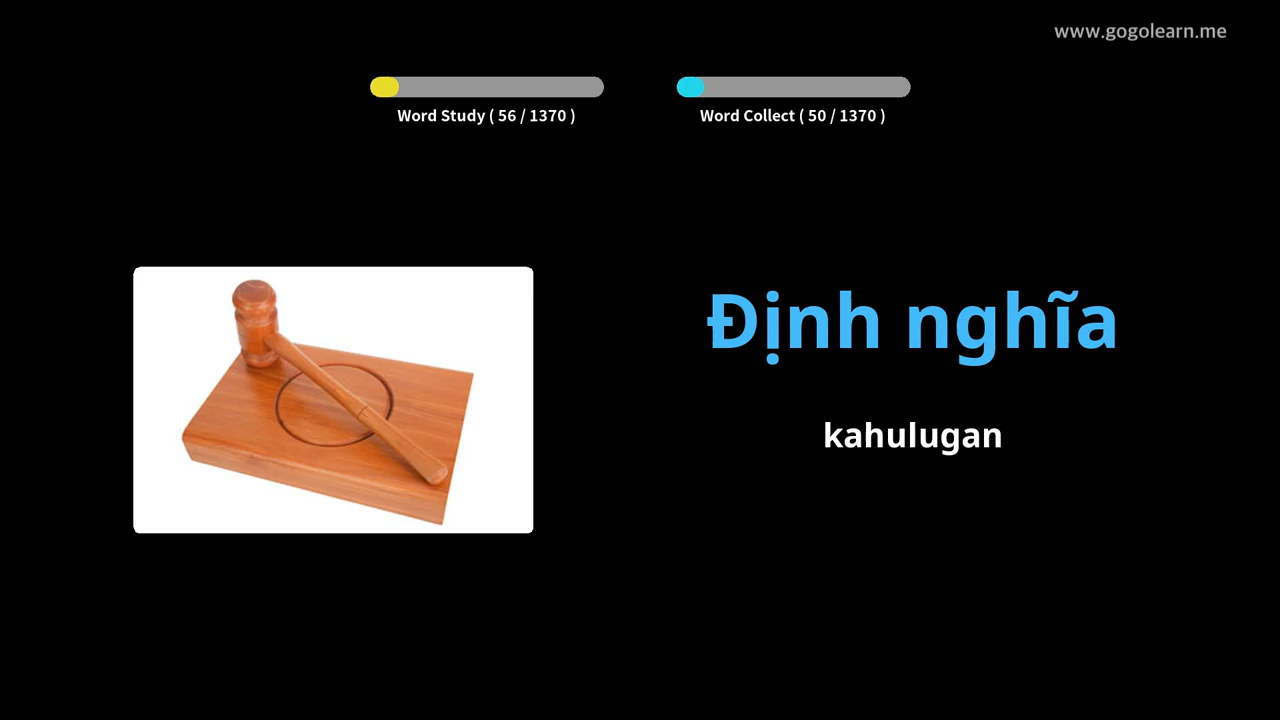 www.gogolearn.me
Word Study ( 56 / 1370 )
Word Collect ( 50 / 1370 )
Định nghĩa
kahulugan